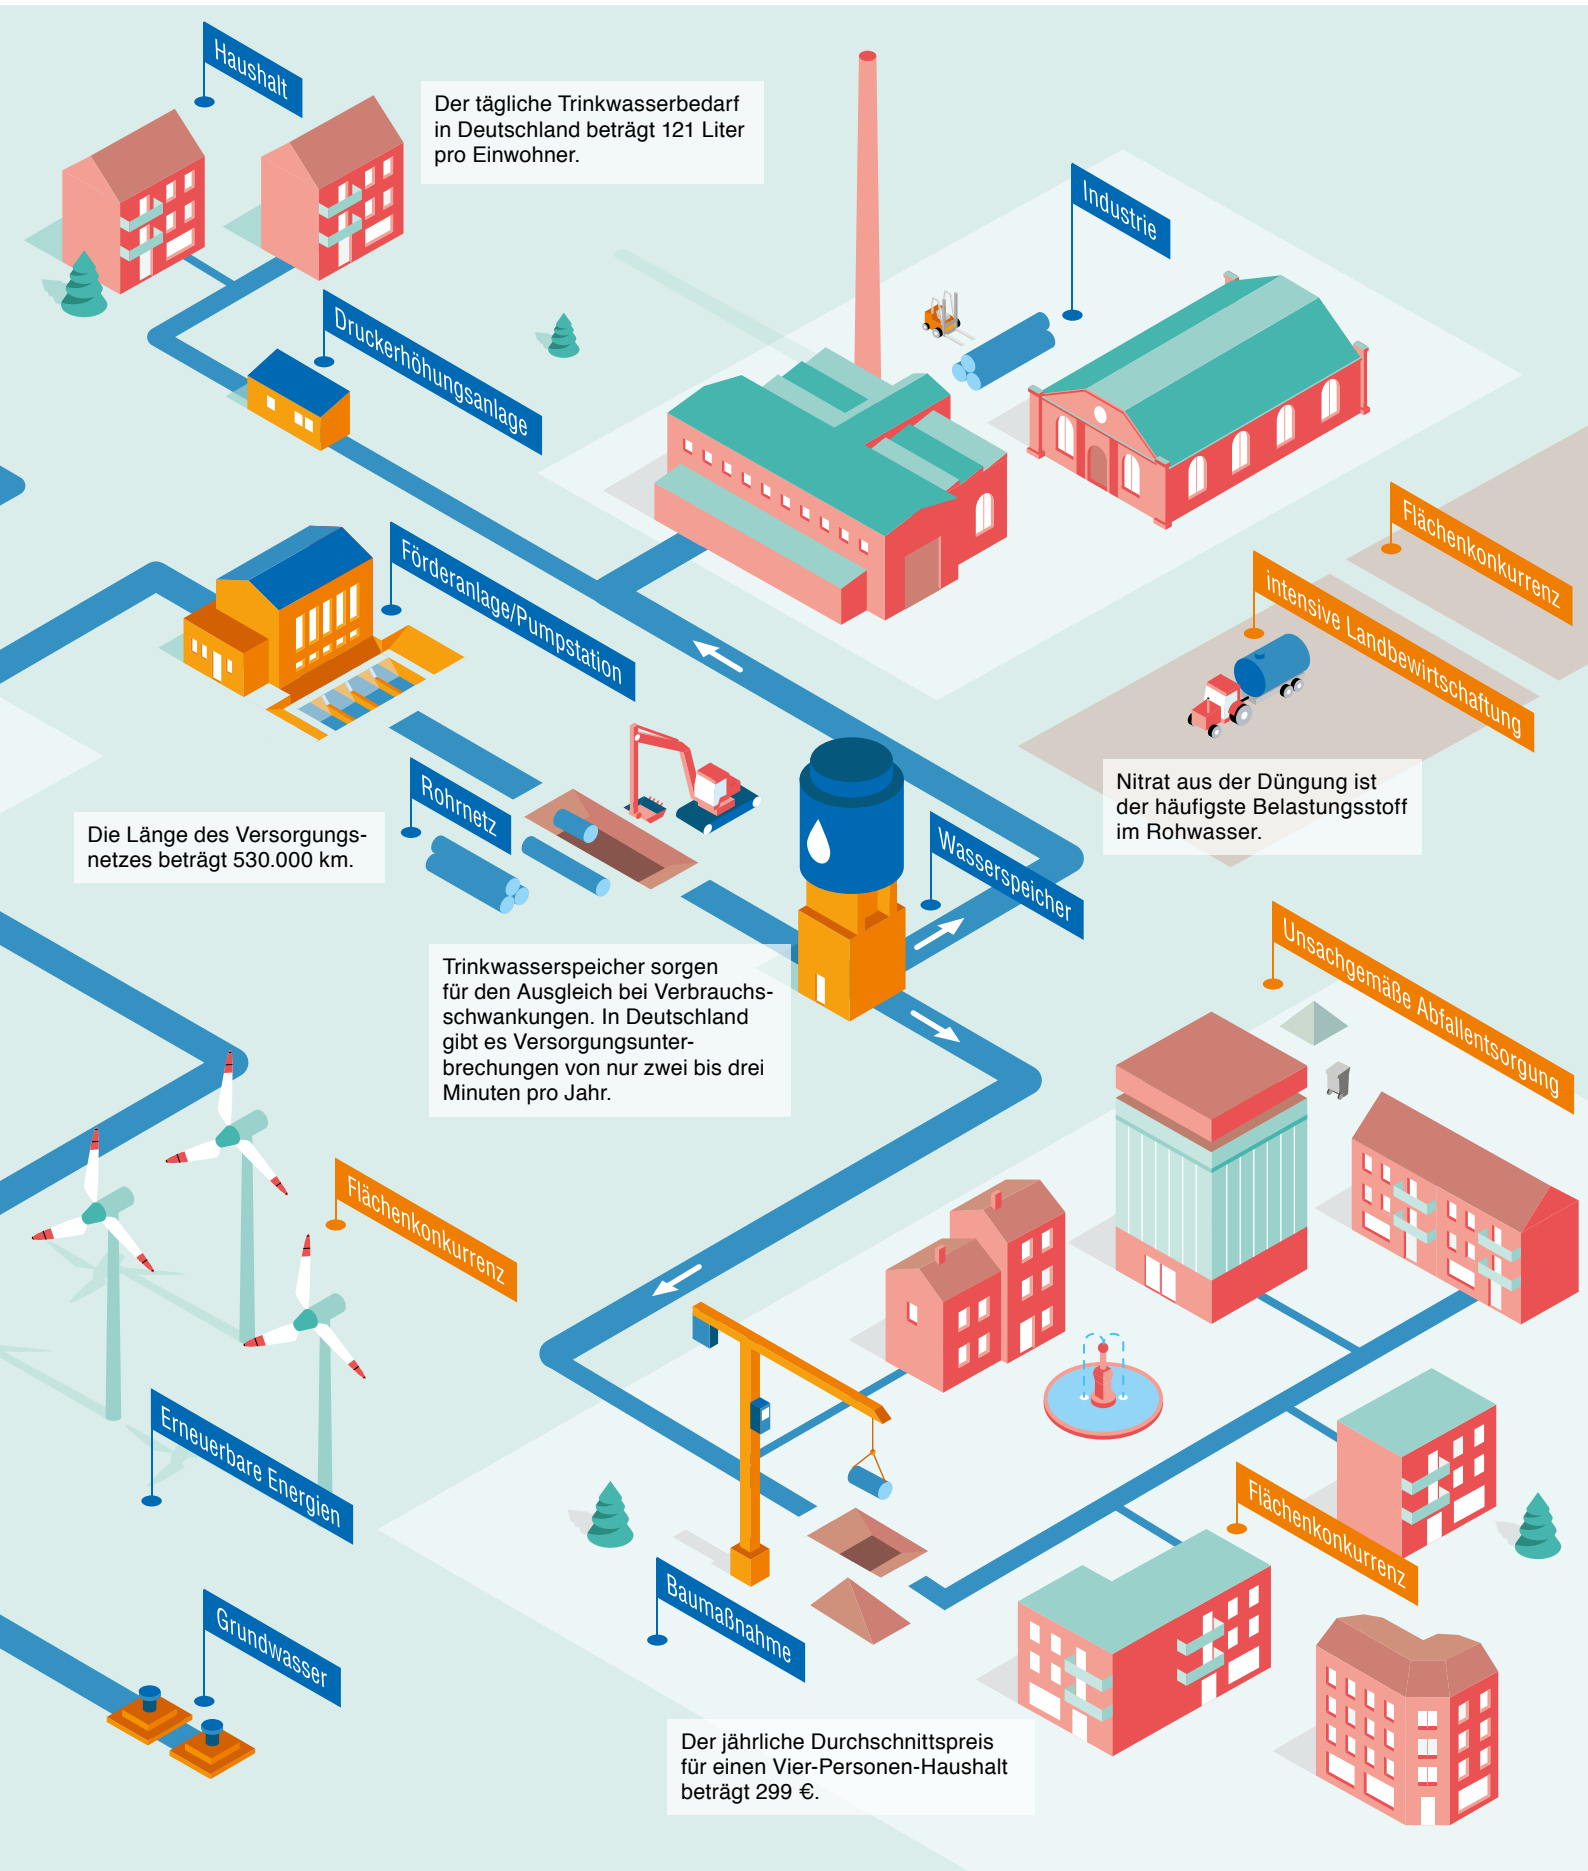 Haushalt
Der tägliche Trinkwasserbedarf
in Deutschland beträgt 121 Liter
pro Einwohner.
Industrie
Druckerhöhungsanlage
Flächenkonkurrenz
Förderanlage/Pumpstation
intensive Landbewirtschaftung
Rohrnetz
Nitrat aus der Düngung ist
der häufigste Belastungsstoff
im Rohwasser.
Die Länge des Versorgungs-
netzes beträgt 530.000 km.
Wasserspeicher
Trinkwasserspeicher sorgen
für den Ausgleich bei Verbrauchs-
schwankungen. In Deutschland
gibt es Versorgungsunter-
brechungen von nur zwei bis drei
Minuten pro Jahr.
Unsachgemäße Abfallentsorgung
Flächenkonkurrenz
Erneuerbare Energien
Flächenkonkurrenz
Baumaßnahme
Grundwasser
Der jährliche Durchschnittspreis
für einen Vier-Personen-Haushalt
beträgt 299 €.